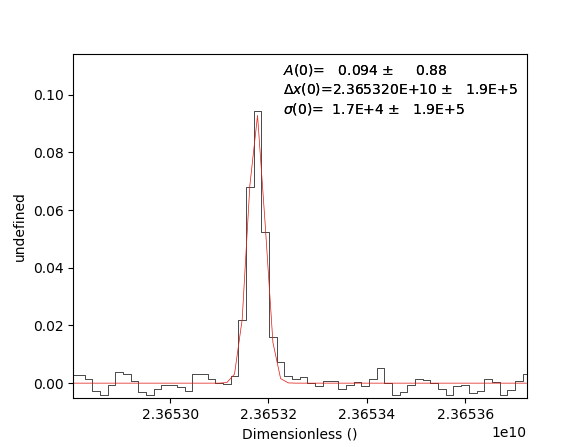 A(0)= 0.094 ± 0.88
Δx(0)=2.365320E+10 ± 1.9E+5
σ(0)= 1.7E+4 ± 1.9E+5
0.10
0.08
0.06
0.04
0.02
0.00
undefined
2.36530 2.36532 2.36534 2.36536
1e10
Dimensionless ()